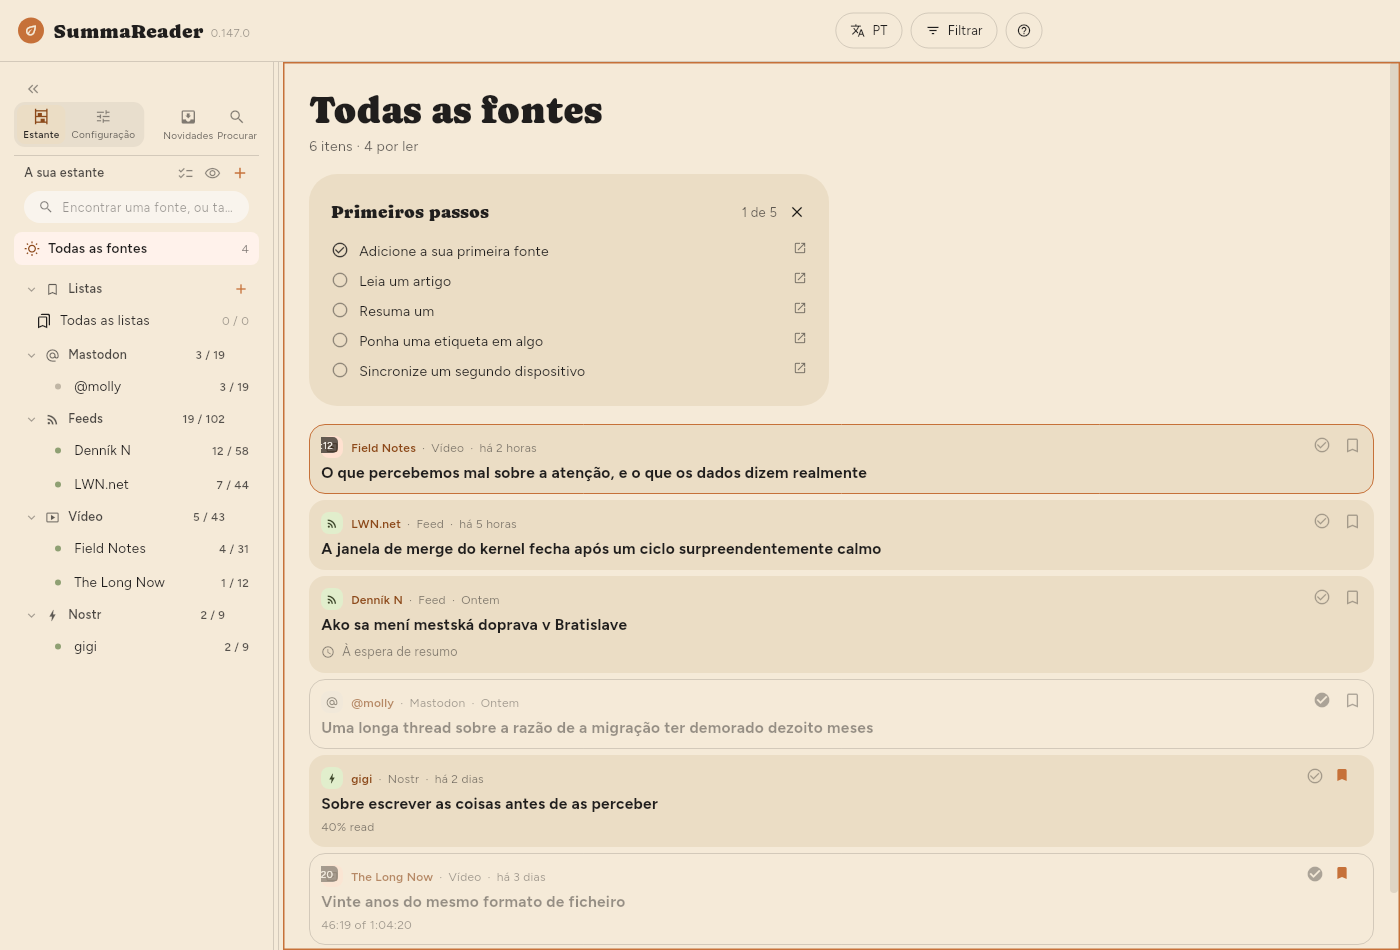 SummaReader 0.147.0
PT
Filtrar
Estante
Configuração
Novidades
Procurar
A sua estante
Encontrar uma fonte, ou ta...
Todas as fontes 4
Listas
Todas as listas 0 / 0
Mastodon 3 / 19
@molly 3 / 19
Feeds 19 / 102
Denník N 12 / 58
LWN.net 7 / 44
Vídeo 5 / 43
Field Notes 4 / 31
The Long Now 1 / 12
Nostr 2 / 9
gigi 2 / 9
Todas as fontes
6 itens · 4 por ler
Primeiros passos 1 de 5
Adicione a sua primeira fonte
Leia um artigo
Resuma um
Ponha uma etiqueta em algo
Sincronize um segundo dispositivo
:12 Field Notes · Vídeo · há 2 horas
O que percebemos mal sobre a atenção, e o que os dados dizem realmente
LWN.net · Feed · há 5 horas
A janela de merge do kernel fecha após um ciclo surpreendentemente calmo
Denník N · Feed · Ontem
Ako sa mení mestská doprava v Bratislave
À espera de resumo
@molly · Mastodon · Ontem
Uma longa thread sobre a razão de a migração ter demorado dezoito meses
gigi · Nostr · há 2 dias
Sobre escrever as coisas antes de as perceber
40% read
20 The Long Now · Vídeo · há 3 dias
Vinte anos do mesmo formato de ficheiro
46:19 of 1:04:20